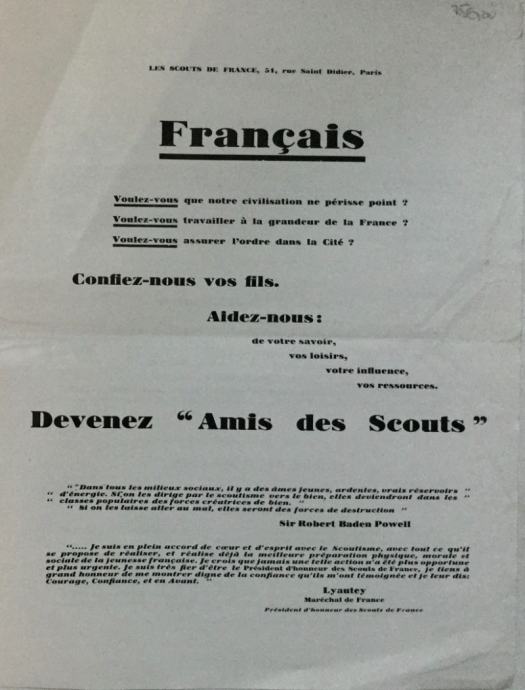 LES SCOUTS DE FRANCE, 51, rue Saint Didier, Paris
Français
Voulez-vous que notre civilisation ne périsse point ?
Voulez-vous travailler à la grandeur de la France ?
Voulez-vous assurer l'ordre dans la Cité ?
Confiez-nous vos fils.
Aidez-nous :
de votre savoir,
vos loisirs,
votre influence,
vos ressources.
Devenez “ Amis des Scouts ”
“ "Dans tous les milieux sociaux, il y a des âmes jeunes, ardentes, vrais réservoirs "
“ d'énergie. Si on les dirige par le scoutisme vers le bien, elles deviendront dans les "
“ classes populaires des forces créatrices de bien. "
“ Si on les laisse aller au mal, elles seront des forces de destruction "
Sir Robert Baden Powell
“..... Je suis en plein accord de cœur et d'esprit avec le Scoutisme, avec tout ce qu'il
se propose de réaliser, et réalise déjà la meilleure préparation physique, morale et
sociale de la jeunesse française. Je crois que jamais une telle action n'a été plus opportune
et plus urgente. Je suis très fier d'être le Président d'honneur des Scouts de France, je tiens à
grand honneur de me montrer digne de la confiance qu'ils m'ont témoignée et je leur dis:
Courage, Confiance, et en Avant. "
Lyautey
Maréchal de France
Président d'honneur des Scouts de France